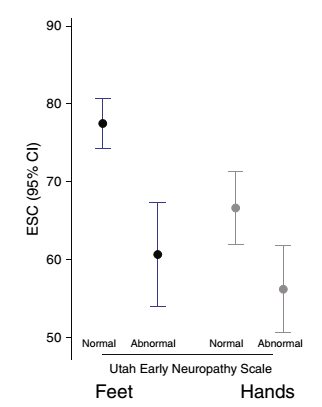 90
80
70
60
50
ESC (95% CI)
Normal Abnormal Normal Abnormal
Utah Early Neuropathy Scale
Feet Hands